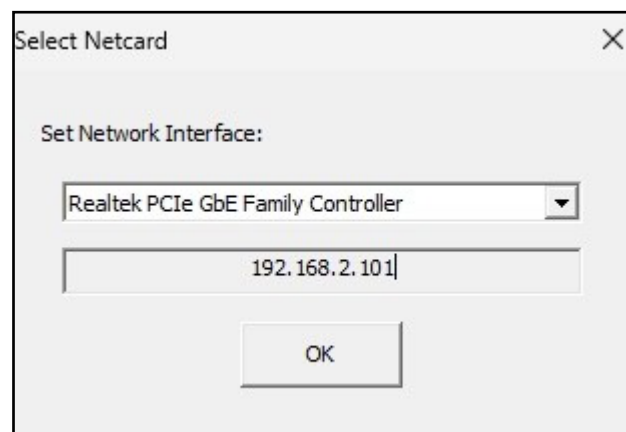 Select Netcard
Set Network Interface:
Realtek PCIe GbE Family Controller
192.168.2.101
OK